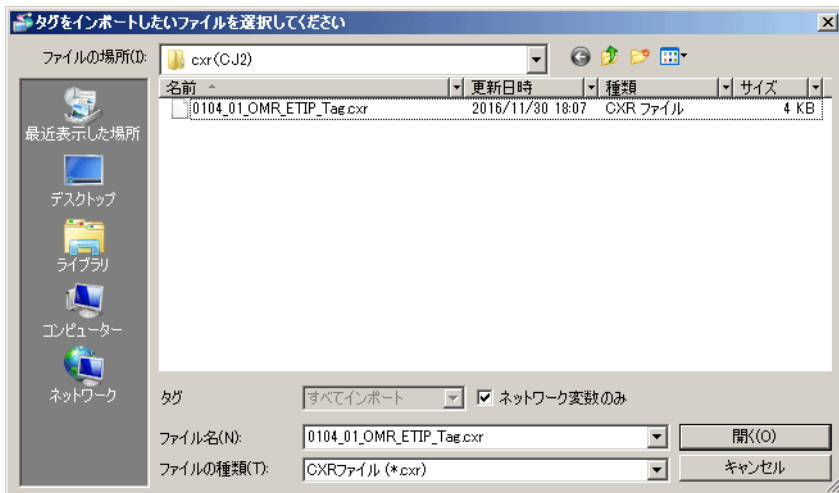 タグをインポートしたいファイルを選択してください
ファイルの場所(I):
cxr(CJ2)
名前
更新日時
種類
サイズ
0104_01_OMR_ETIP_Tag.cxr
2016/11/30 18:07
CXR ファイル
4 KB
最近表示した場所
デスクトップ
ライブラリ
コンピューター
ネットワーク
タグ
すべてインポート
ネットワーク変数のみ
ファイル名(N):
0104_01_OMR_ETIP_Tag.cxr
開く(O)
ファイルの種類(T):
CXRファイル (*.cxr)
キャンセル